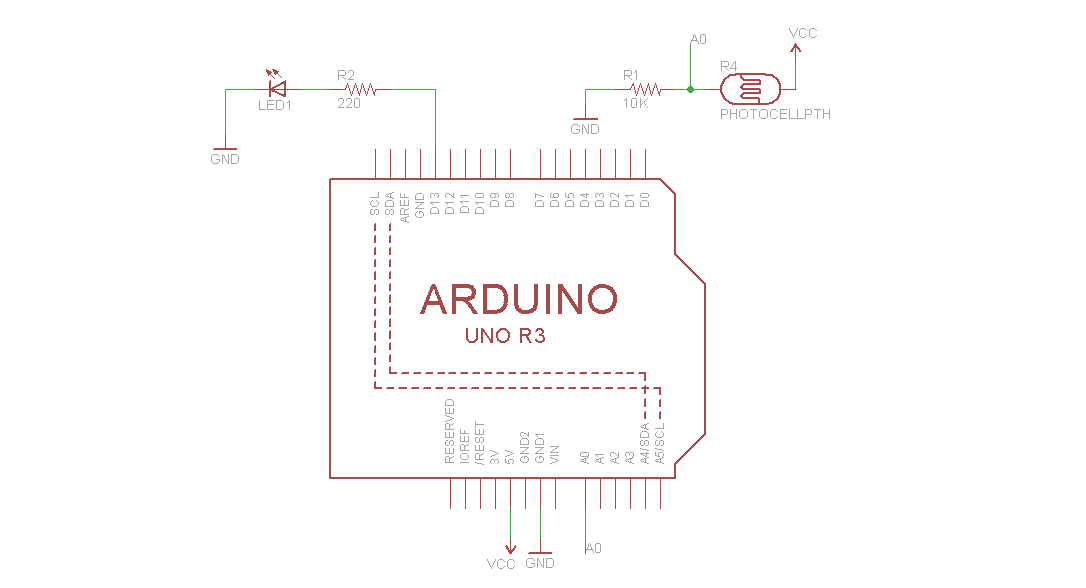 A0
VCC
R2
R1
R4
LED1
220
10K
PHOTOCELLPTH
GND
GND
SCL
SDA
AREF
GND
D13
D12
D11
D10
D9
D8
D7
D6
D5
D4
D3
D2
D1
D0
ARDUINO
UNO R3
RESERVED
IOREF
/RESET
3V
5V
GND2
GND1
VIN
A0
A1
A2
A3
A4/SDA
A5/SCL
A0
VCC
GND